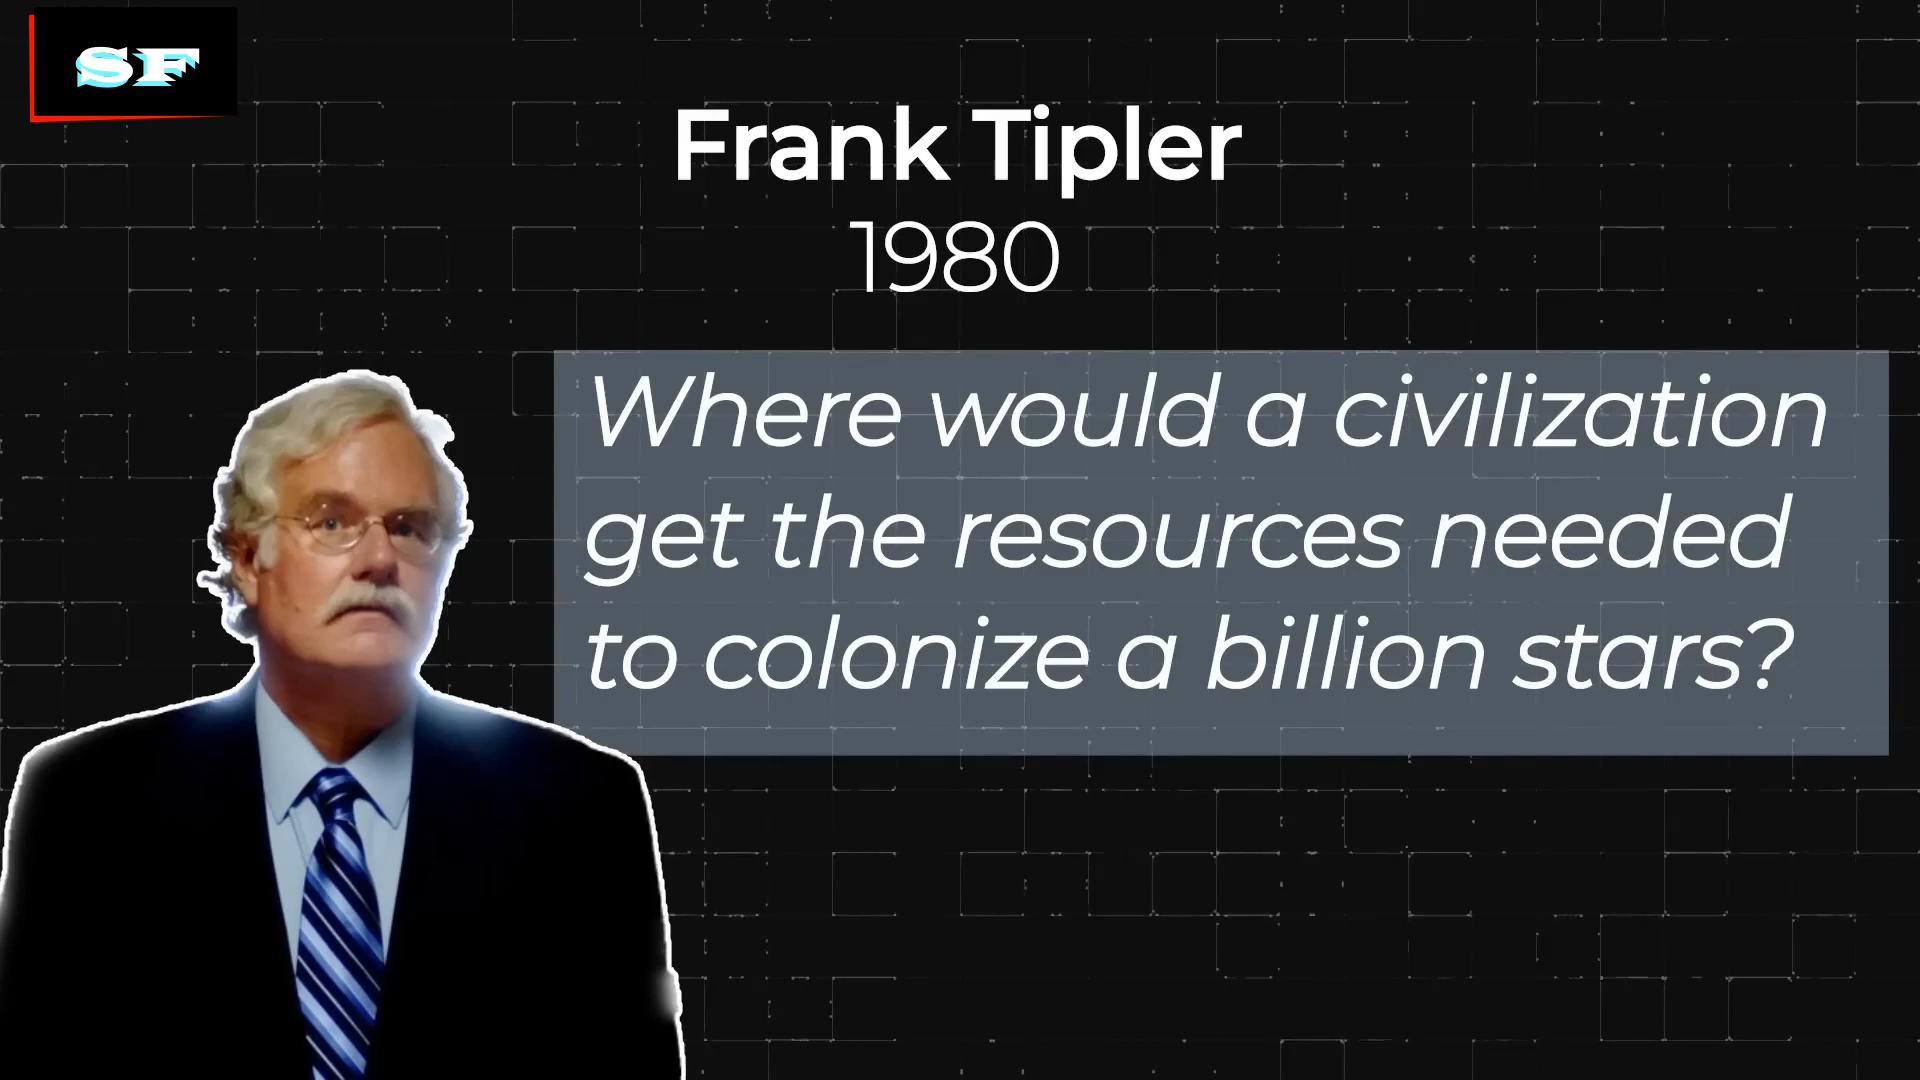 SF
Frank Tipler
1980
Where would a civilization
get the resources needed
to colonize a billion stars?